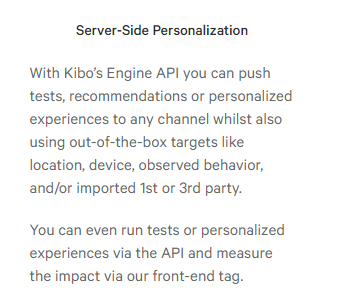 Server-Side Personalization
With Kibo's Engine API you can push
tests, recommendations or personalized
experiences to any channel whilst also
using out-of-the-box targets like
location, device, observed behavior,
and/or imported 1st or 3rd party.
You can even run tests or personalized
experiences via the API and measure
the impact via our front-end tag.